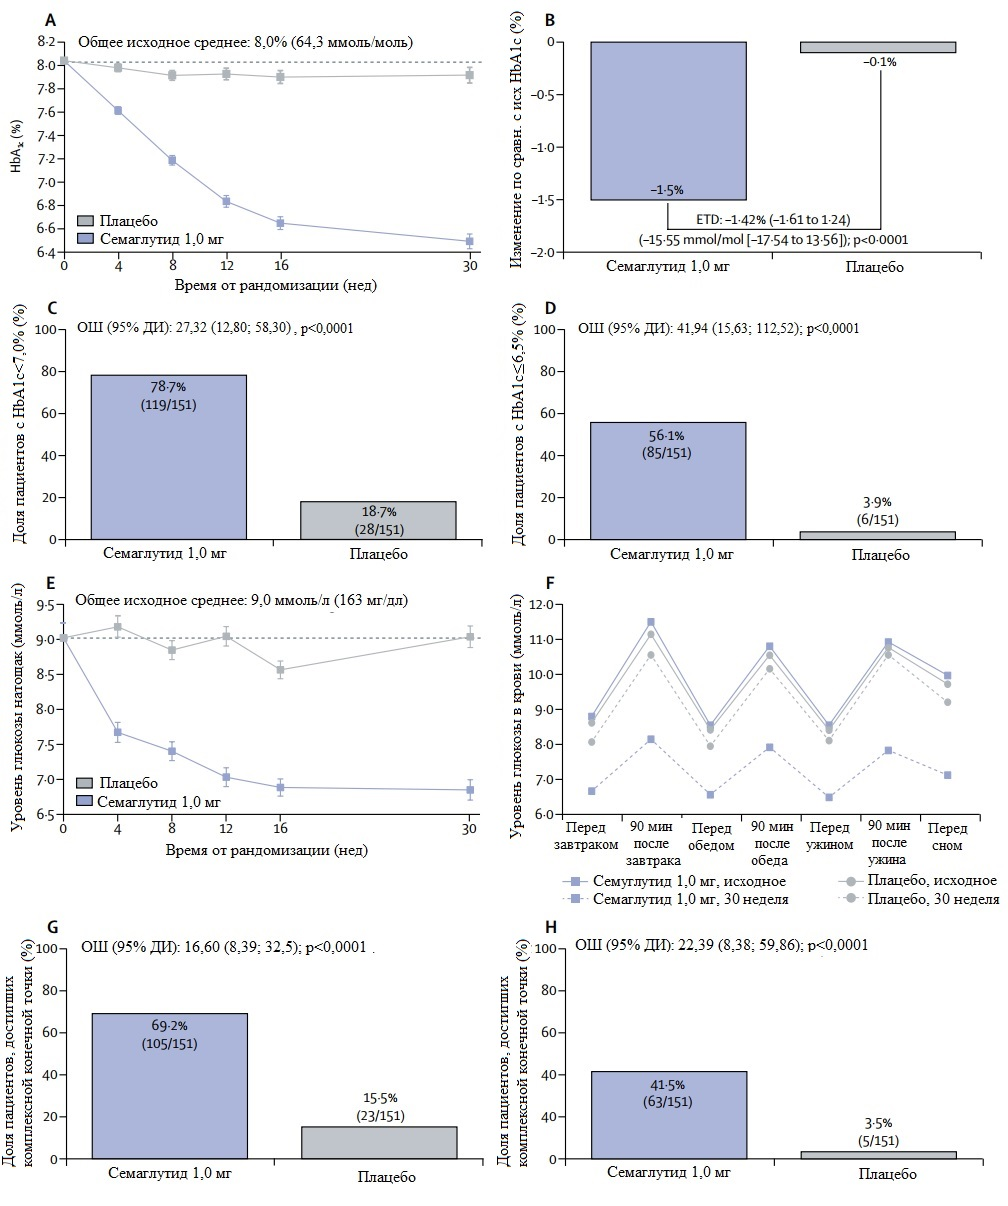 A
Общее исходное среднее: 8,0% (64,3 ммоль/моль)
HbA1c (%)
8·2
8·0
7·8
7·6
7·4
7·2
7·0
6·8
6·6
6·4
Плацебо
Семаглутид 1,0 мг
0 4 8 12 16 30
Время от рандомизации (нед)
B
Изменение по сравн. с исх HbA1c (%)
0
−0·5
−1·0
−1·5
−2·0
−1·5%
−0·1%
ETD: −1·42% (−1·61 to 1·24)
(−15·55 mmol/mol [−17·54 to 13·56]); p<0·0001
Семаглутид 1,0 мг
Плацебо
C
ОШ (95% ДИ): 27,32 (12,80; 58,30) , p<0,0001
Доля пациентов с HbA1c<7,0% (%)
100
80
60
40
20
0
78·7%
(119/151)
18·7%
(28/151)
Семаглутид 1,0 мг
Плацебо
D
ОШ (95% ДИ): 41,94 (15,63; 112,52); p<0,0001
Доля пациентов с HbA1c≤6,5% (%)
100
80
60
40
20
0
56·1%
(85/151)
3·9%
(6/151)
Семаглутид 1,0 мг
Плацебо
E
Общее исходное среднее: 9,0 ммоль/л (163 мг/дл)
Уровень глюкозы натощак (ммоль/л)
9·5
9·0
8·5
8·0
7·5
7·0
6·5
Плацебо
Семаглутид 1,0 мг
0 4 8 12 16 30
Время от рандомизации (нед)
F
Уровень глюкозы в крови (ммоль/л)
12·0
11·0
10·0
9·0
8·0
7·0
6·0
Перед
завтраком
90 мин
после
завтрака
Перед
обедом
90 мин
после
обеда
Перед
ужином
90 мин
после
ужина
Перед
сном
Семуглутид 1,0 мг, исходное
Семаглутид 1,0 мг, 30 неделя
Плацебо, исходное
Плацебо, 30 неделя
G
ОШ (95% ДИ): 16,60 (8,39; 32,5); p<0,0001 .
Доля пациентов, достигших
комплексной конечной точки (%)
100
80
60
40
20
0
69·2%
(105/151)
15·5%
(23/151)
Семаглутид 1,0 мг
Плацебо
H
ОШ (95% ДИ): 22,39 (8,38; 59,86); p<0,0001
Доля пациентов, достигших
комплексной конечной точки (%)
100
80
60
40
20
0
41·5%
(63/151)
3·5%
(5/151)
Семаглутид 1,0 мг
Плацебо